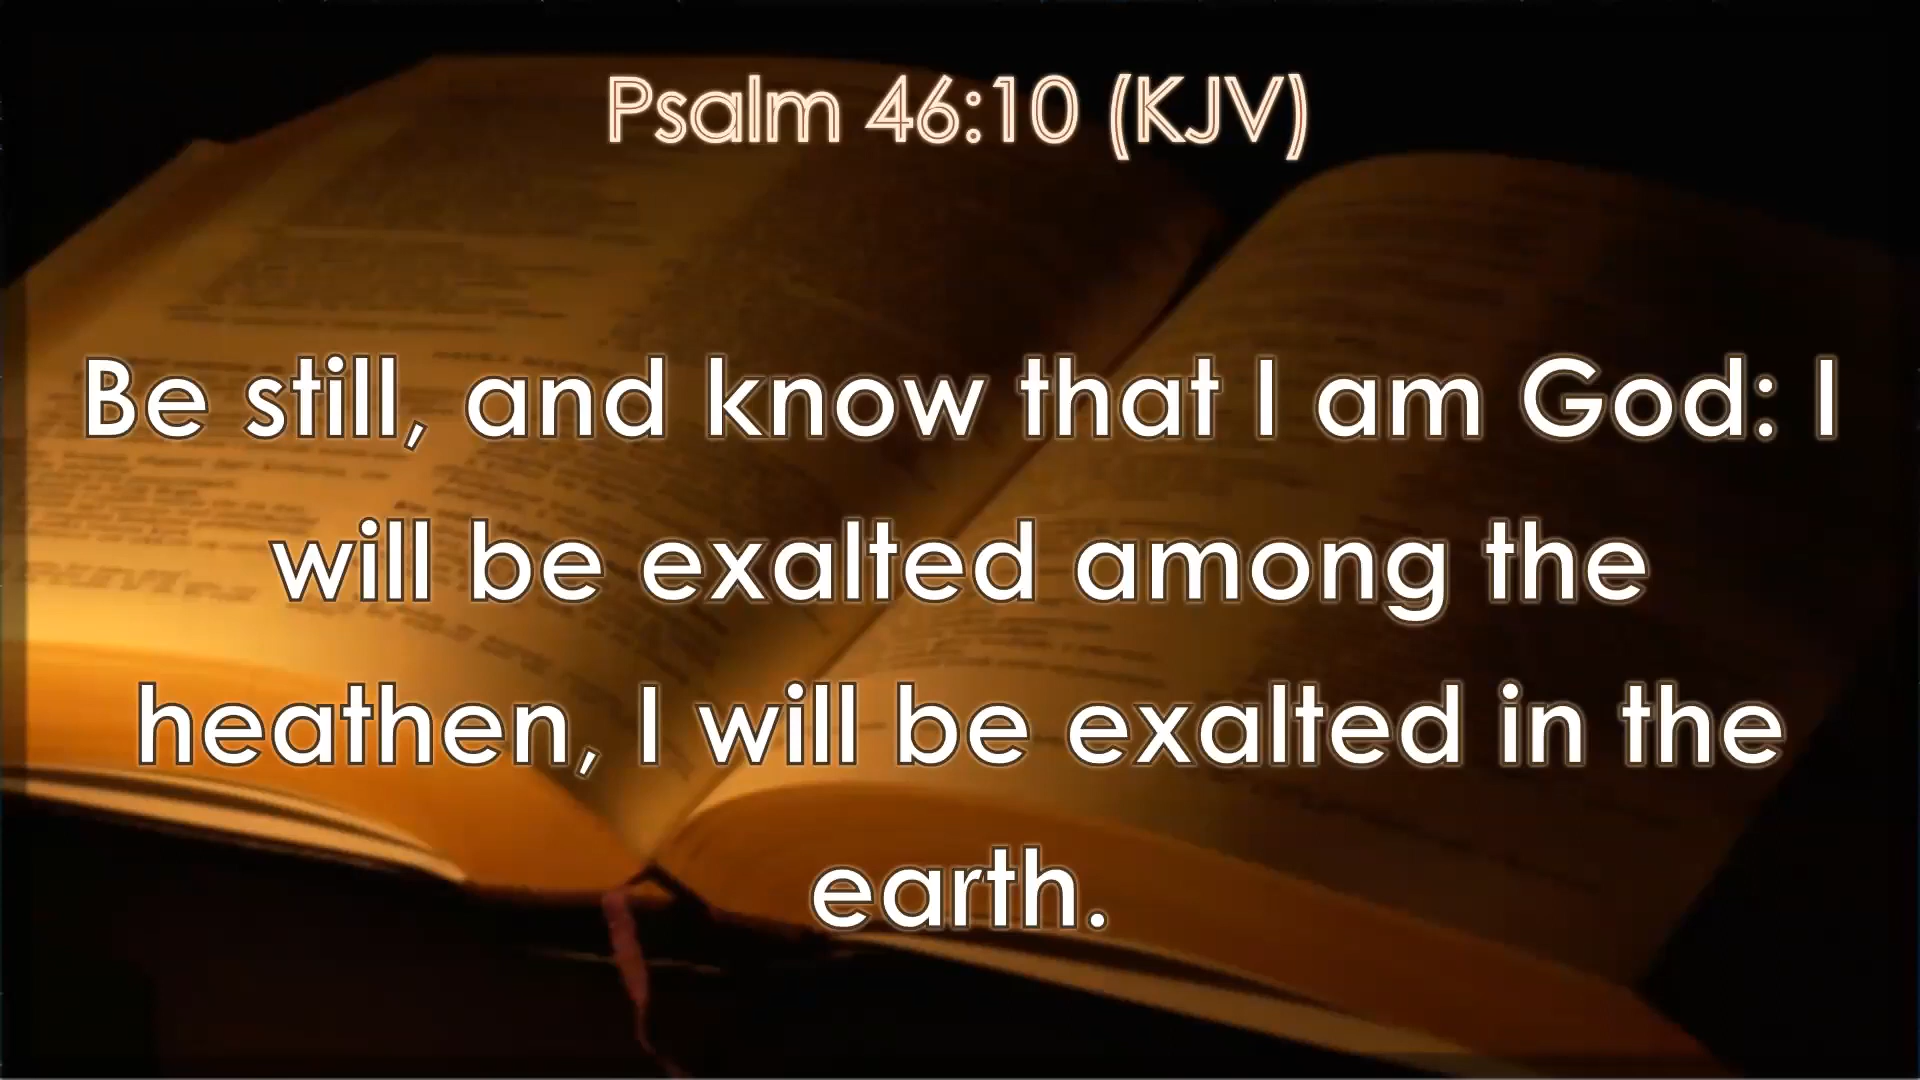 Psalm 46:10 (KJV)
Be still, and know that I am God: I
will be exalted among the
heathen, I will be exalted in the
earth.